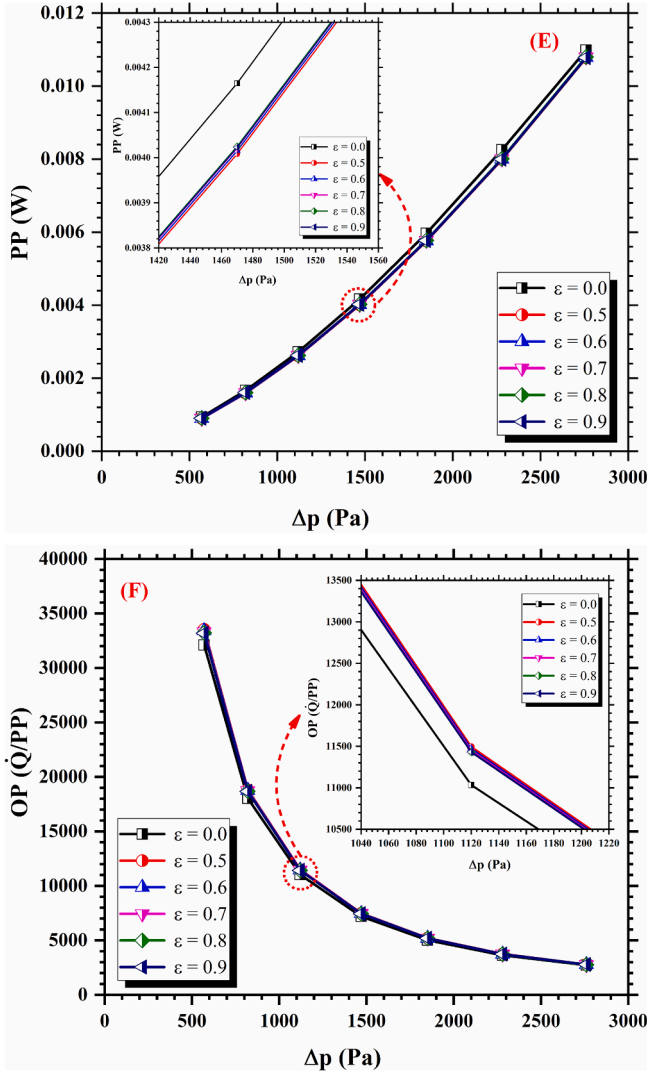 (E)
PP (W)
0.012
0.010
0.008
0.006
0.004
0.002
0.000
0 500 1000 1500 2000 2500 3000
Δp (Pa)
PP (W)
0.0043
0.0042
0.0041
0.0040
0.0039
0.0038
1420 1440 1460 1480 1500 1520 1540 1560
Δp (Pa)
ε = 0.0
ε = 0.5
ε = 0.6
ε = 0.7
ε = 0.8
ε = 0.9
ε = 0.0
ε = 0.5
ε = 0.6
ε = 0.7
ε = 0.8
ε = 0.9
(F)
OP (Q̇/PP)
40000
35000
30000
25000
20000
15000
10000
5000
0
0 500 1000 1500 2000 2500 3000
Δp (Pa)
OP (Q̇/PP)
13500
13000
12500
12000
11500
11000
10500
1040 1060 1080 1100 1120 1140 1160 1180 1200 1220
Δp (Pa)
ε = 0.0
ε = 0.5
ε = 0.6
ε = 0.7
ε = 0.8
ε = 0.9
ε = 0.0
ε = 0.5
ε = 0.6
ε = 0.7
ε = 0.8
ε = 0.9